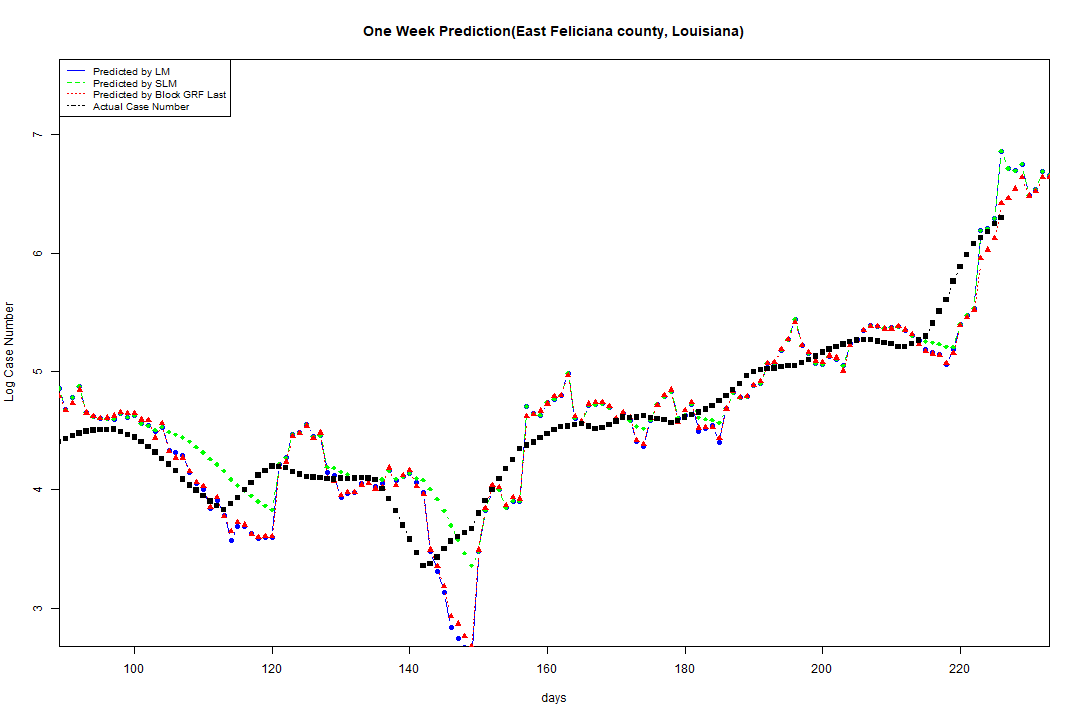 One Week Prediction(East Feliciana county, Louisiana)
Predicted by LM
Predicted by SLM
Predicted by Block GRF Last
Actual Case Number
7
6
5
4
3
Log Case Number
100 120 140 160 180 200 220
days